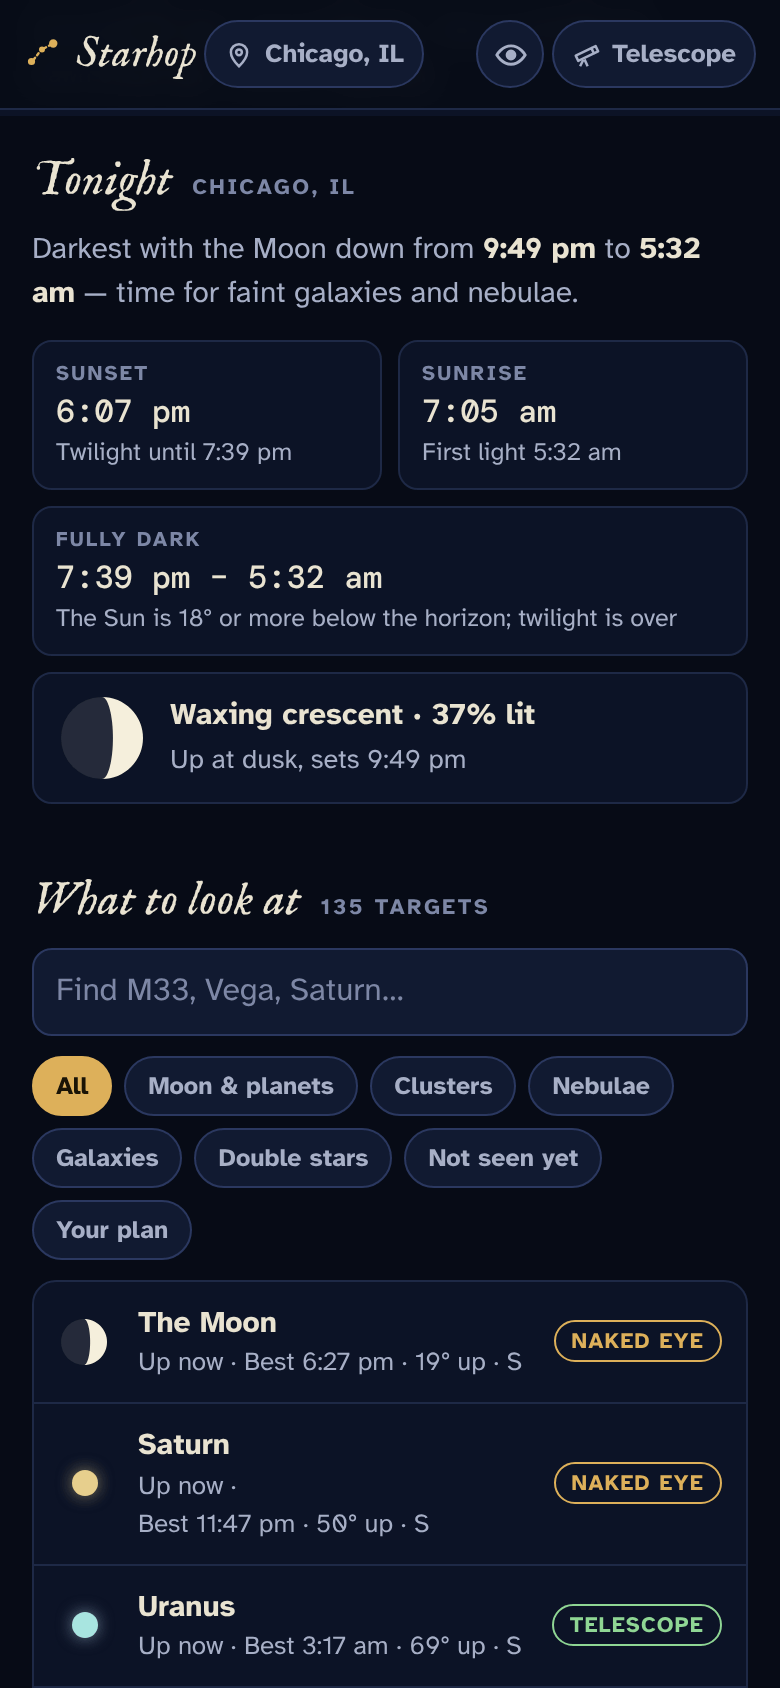 Starhop
Chicago, IL
Telescope
Tonight CHICAGO, IL
Darkest with the Moon down from 9:49 pm to 5:32
am — time for faint galaxies and nebulae.
SUNSET
6:07 pm
Twilight until 7:39 pm
SUNRISE
7:05 am
First light 5:32 am
FULLY DARK
7:39 pm – 5:32 am
The Sun is 18° or more below the horizon; twilight is over
Waxing crescent · 37% lit
Up at dusk, sets 9:49 pm
What to look at 135 TARGETS
Find M33, Vega, Saturn…
All
Moon & planets
Clusters
Nebulae
Galaxies
Double stars
Not seen yet
Your plan
The Moon
Up now · Best 6:27 pm · 19° up · S
NAKED EYE
Saturn
Up now ·
Best 11:47 pm · 50° up · S
NAKED EYE
Uranus
Up now · Best 3:17 am · 69° up · S
TELESCOPE